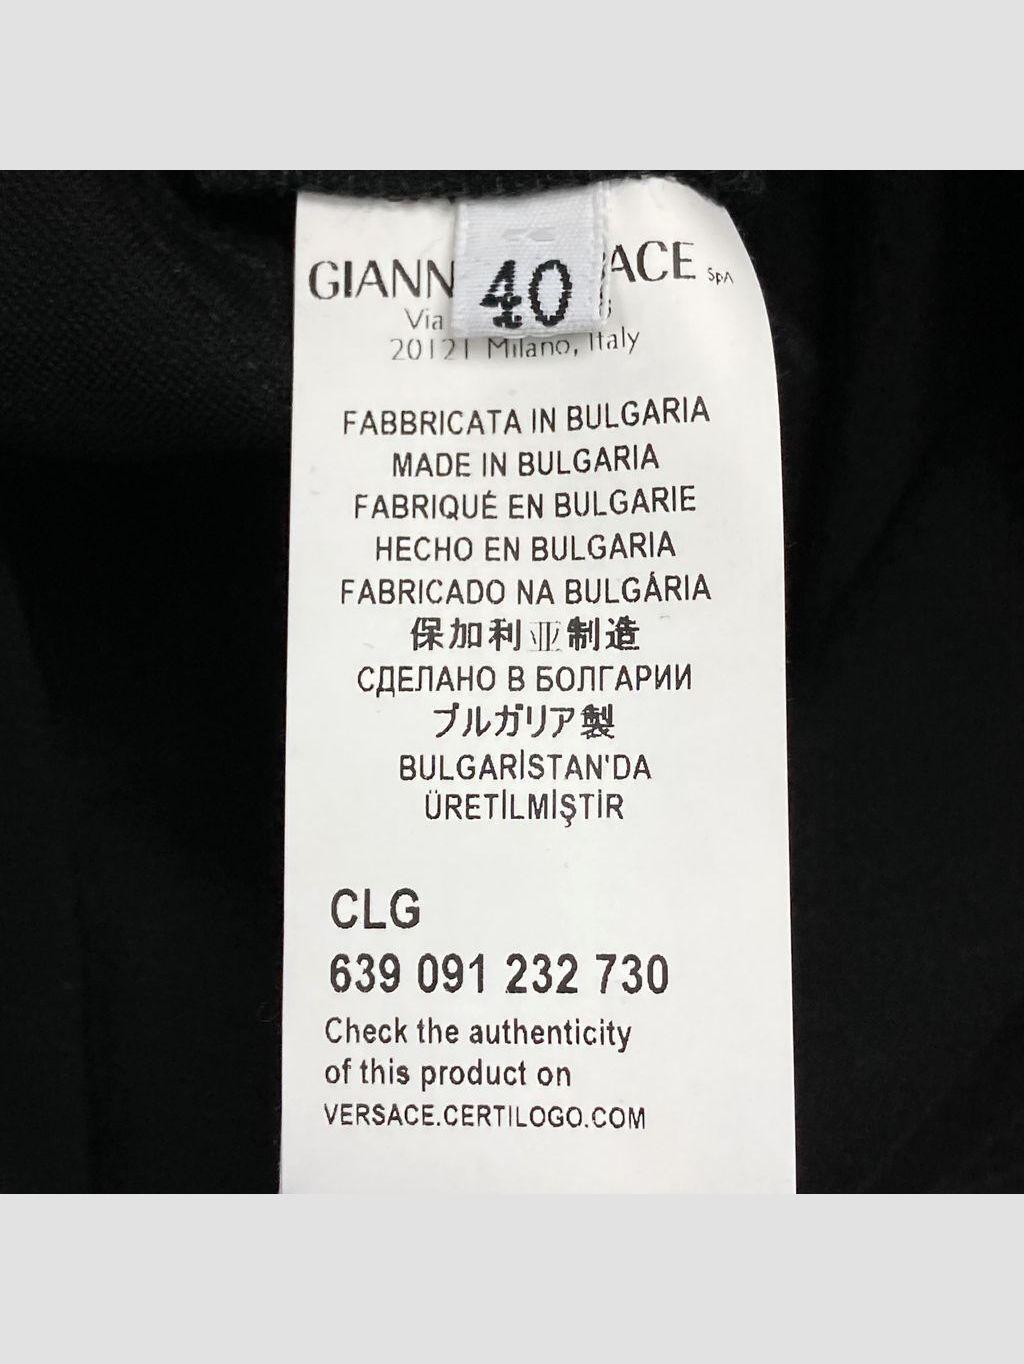 40
SpA
Via
20121 Milano, Italy
FABBRICATA IN BULGARIA
MADE IN BULGARIA
FABRIQUÉ EN BULGARIE
HECHO EN BULGARIA
FABRICADO NA BULGÁRIA
保加利亚制造
СДЕЛАНО В БОЛГАРИИ
ブルガリア製
BULGARİSTAN'DA
ÜRETİLMİŞTİR
CLG
639 091 232 730
Check the authenticity
of this product on
VERSACE.CERTILOGO.COM